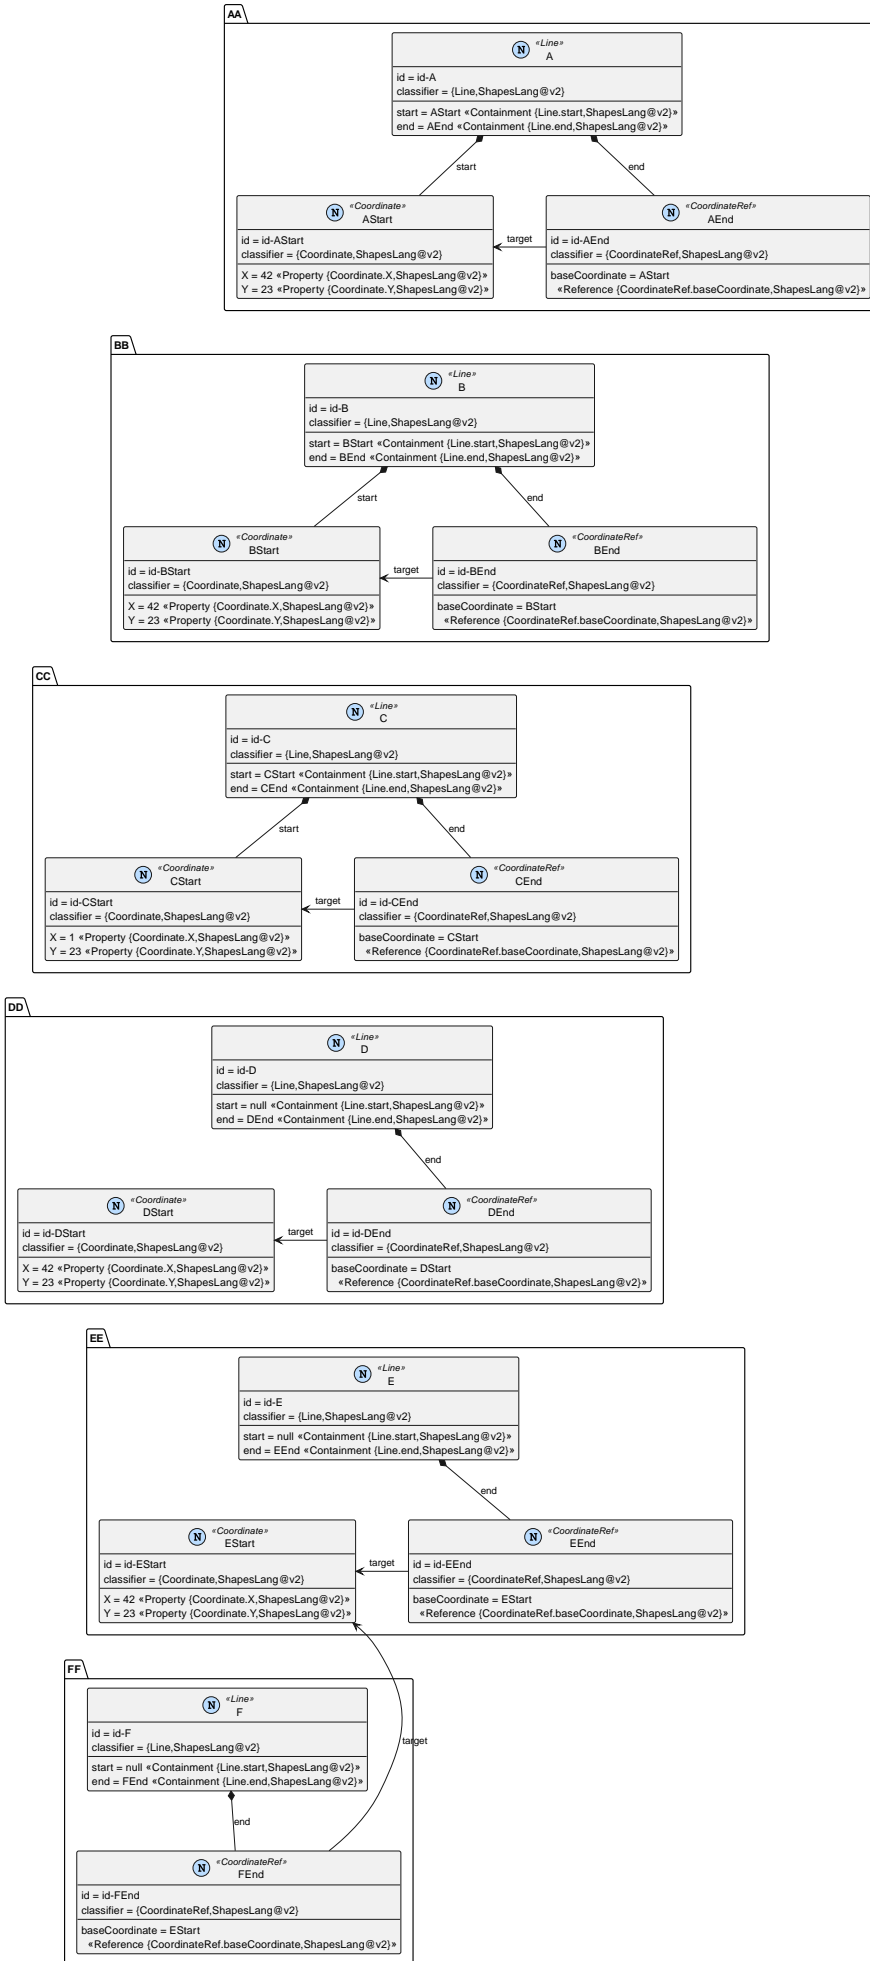 AA
N «Line»
A
id = id-A
classifier = {Line,ShapesLang@v2}
start = AStart «Containment {Line.start,ShapesLang@v2}»
end = AEnd «Containment {Line.end,ShapesLang@v2}»
start
end
N «Coordinate»
AStart
id = id-AStart
classifier = {Coordinate,ShapesLang@v2}
X = 42 «Property {Coordinate.X,ShapesLang@v2}»
Y = 23 «Property {Coordinate.Y,ShapesLang@v2}»
target
N «CoordinateRef»
AEnd
id = id-AEnd
classifier = {CoordinateRef,ShapesLang@v2}
baseCoordinate = AStart
«Reference {CoordinateRef.baseCoordinate,ShapesLang@v2}»
BB
N «Line»
B
id = id-B
classifier = {Line,ShapesLang@v2}
start = BStart «Containment {Line.start,ShapesLang@v2}»
end = BEnd «Containment {Line.end,ShapesLang@v2}»
start
end
N «Coordinate»
BStart
id = id-BStart
classifier = {Coordinate,ShapesLang@v2}
X = 42 «Property {Coordinate.X,ShapesLang@v2}»
Y = 23 «Property {Coordinate.Y,ShapesLang@v2}»
target
N «CoordinateRef»
BEnd
id = id-BEnd
classifier = {CoordinateRef,ShapesLang@v2}
baseCoordinate = BStart
«Reference {CoordinateRef.baseCoordinate,ShapesLang@v2}»
CC
N «Line»
C
id = id-C
classifier = {Line,ShapesLang@v2}
start = CStart «Containment {Line.start,ShapesLang@v2}»
end = CEnd «Containment {Line.end,ShapesLang@v2}»
start
end
N «Coordinate»
CStart
id = id-CStart
classifier = {Coordinate,ShapesLang@v2}
X = 1 «Property {Coordinate.X,ShapesLang@v2}»
Y = 23 «Property {Coordinate.Y,ShapesLang@v2}»
target
N «CoordinateRef»
CEnd
id = id-CEnd
classifier = {CoordinateRef,ShapesLang@v2}
baseCoordinate = CStart
«Reference {CoordinateRef.baseCoordinate,ShapesLang@v2}»
DD
N «Line»
D
id = id-D
classifier = {Line,ShapesLang@v2}
start = null «Containment {Line.start,ShapesLang@v2}»
end = DEnd «Containment {Line.end,ShapesLang@v2}»
end
N «Coordinate»
DStart
id = id-DStart
classifier = {Coordinate,ShapesLang@v2}
X = 42 «Property {Coordinate.X,ShapesLang@v2}»
Y = 23 «Property {Coordinate.Y,ShapesLang@v2}»
target
N «CoordinateRef»
DEnd
id = id-DEnd
classifier = {CoordinateRef,ShapesLang@v2}
baseCoordinate = DStart
«Reference {CoordinateRef.baseCoordinate,ShapesLang@v2}»
EE
N «Line»
E
id = id-E
classifier = {Line,ShapesLang@v2}
start = null «Containment {Line.start,ShapesLang@v2}»
end = EEnd «Containment {Line.end,ShapesLang@v2}»
end
N «Coordinate»
EStart
id = id-EStart
classifier = {Coordinate,ShapesLang@v2}
X = 42 «Property {Coordinate.X,ShapesLang@v2}»
Y = 23 «Property {Coordinate.Y,ShapesLang@v2}»
target
N «CoordinateRef»
EEnd
id = id-EEnd
classifier = {CoordinateRef,ShapesLang@v2}
baseCoordinate = EStart
«Reference {CoordinateRef.baseCoordinate,ShapesLang@v2}»
FF
N «Line»
F
id = id-F
classifier = {Line,ShapesLang@v2}
start = null «Containment {Line.start,ShapesLang@v2}»
end = FEnd «Containment {Line.end,ShapesLang@v2}»
target
end
N «CoordinateRef»
FEnd
id = id-FEnd
classifier = {CoordinateRef,ShapesLang@v2}
baseCoordinate = EStart
«Reference {CoordinateRef.baseCoordinate,ShapesLang@v2}»